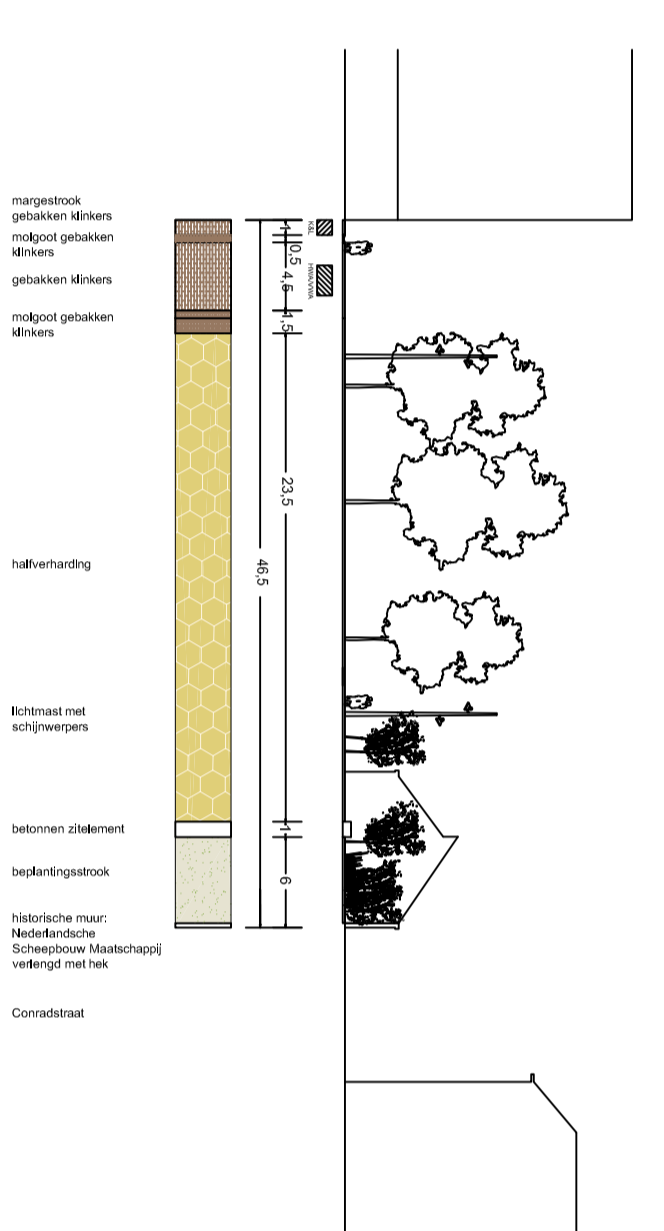 margestrook
gebakken klinkers
molgoot gebakken
klinkers
gebakken klinkers
molgoot gebakken
klinkers
halfverharding
lichtmast met
schijnwerpers
betonnen zitelement
beplantingsstrook
historische muur:
Nederlandsche
Scheepbouw Maatschappij
verlengd met hek
Conradstraat
46,5
1
0,5
4,5
1,5
23,5
1
6
K&L
HWA/VWA